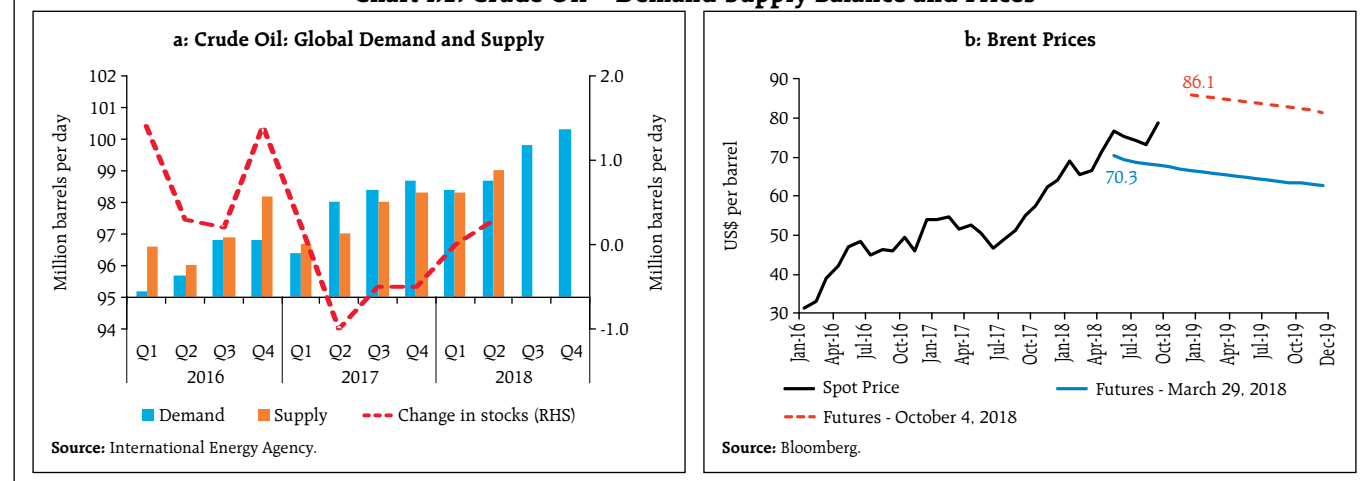 a: Crude Oil: Global Demand and Supply
102
101
100
99
98
97
96
95
94
Million barrels per day
2.0
1.0
0.0
-1.0
Million barrels per day
Q1 Q2 Q3 Q4 Q1 Q2 Q3 Q4 Q1 Q2 Q3 Q4
2016 2017 2018
Demand Supply Change in stocks (RHS)
Source: International Energy Agency.
b: Brent Prices
90
80
70
60
50
40
30
US$ per barrel
86.1
70.3
Jan-16 Apr-16 Jul-16 Oct-16 Jan-17 Apr-17 Jul-17 Oct-17 Jan-18 Apr-18 Jul-18 Oct-18 Jan-19 Apr-19 Jul-19 Oct-19 Dec-19
Spot Price Futures - March 29, 2018
Futures - October 4, 2018
Source: Bloomberg.